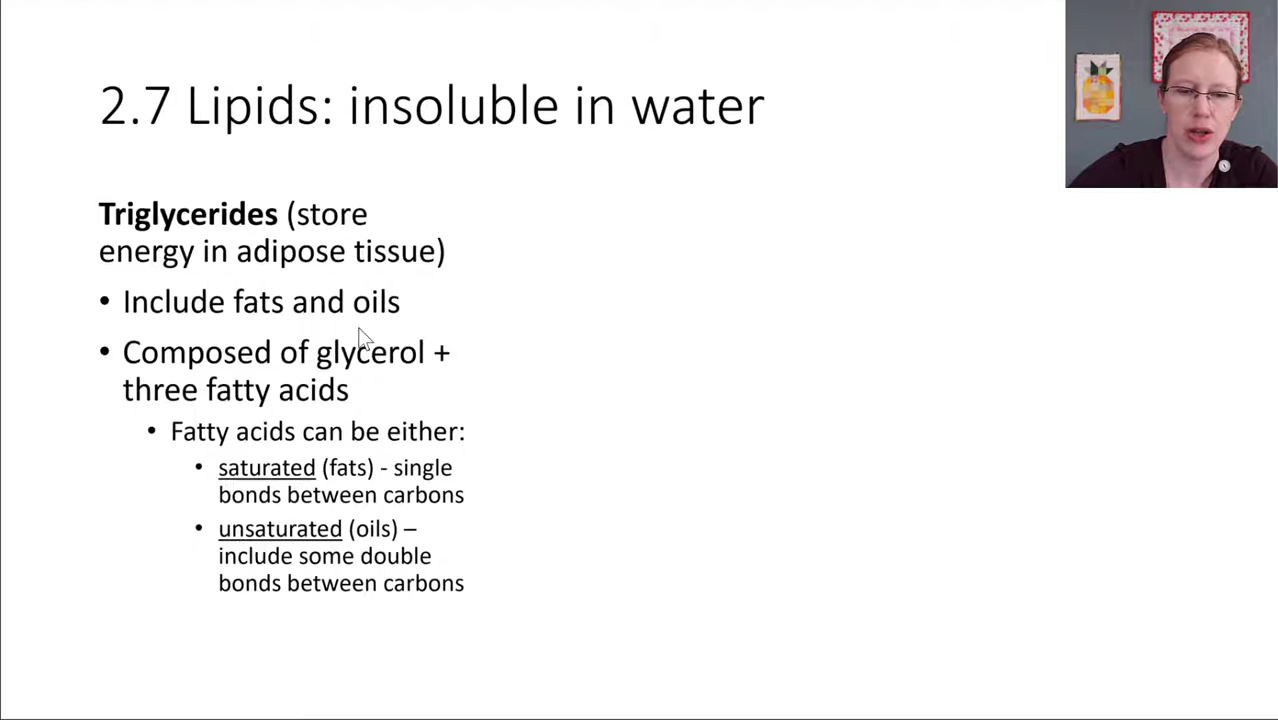 2.7 Lipids: insoluble in water
Triglycerides (store
energy in adipose tissue)
• Include fats and oils
• Composed of glycerol +
three fatty acids
• Fatty acids can be either:
• saturated (fats) - single
bonds between carbons
• unsaturated (oils) –
include some double
bonds between carbons